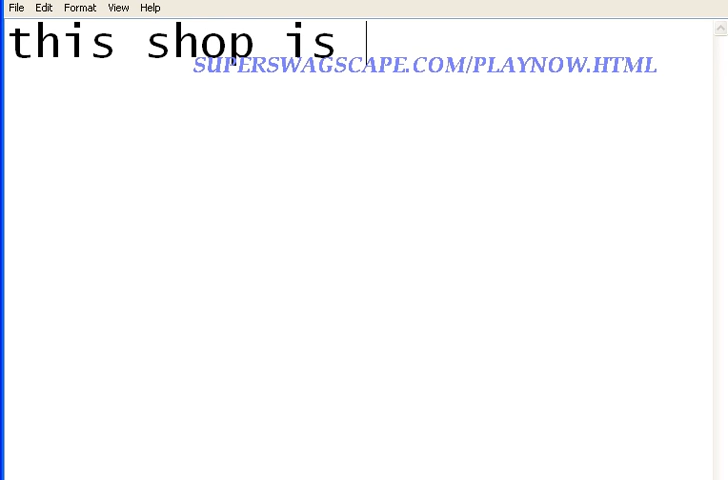 File Edit Format View Help
this shop is
SUPERSWAGSCAPE.COM/PLAYNOW.HTML